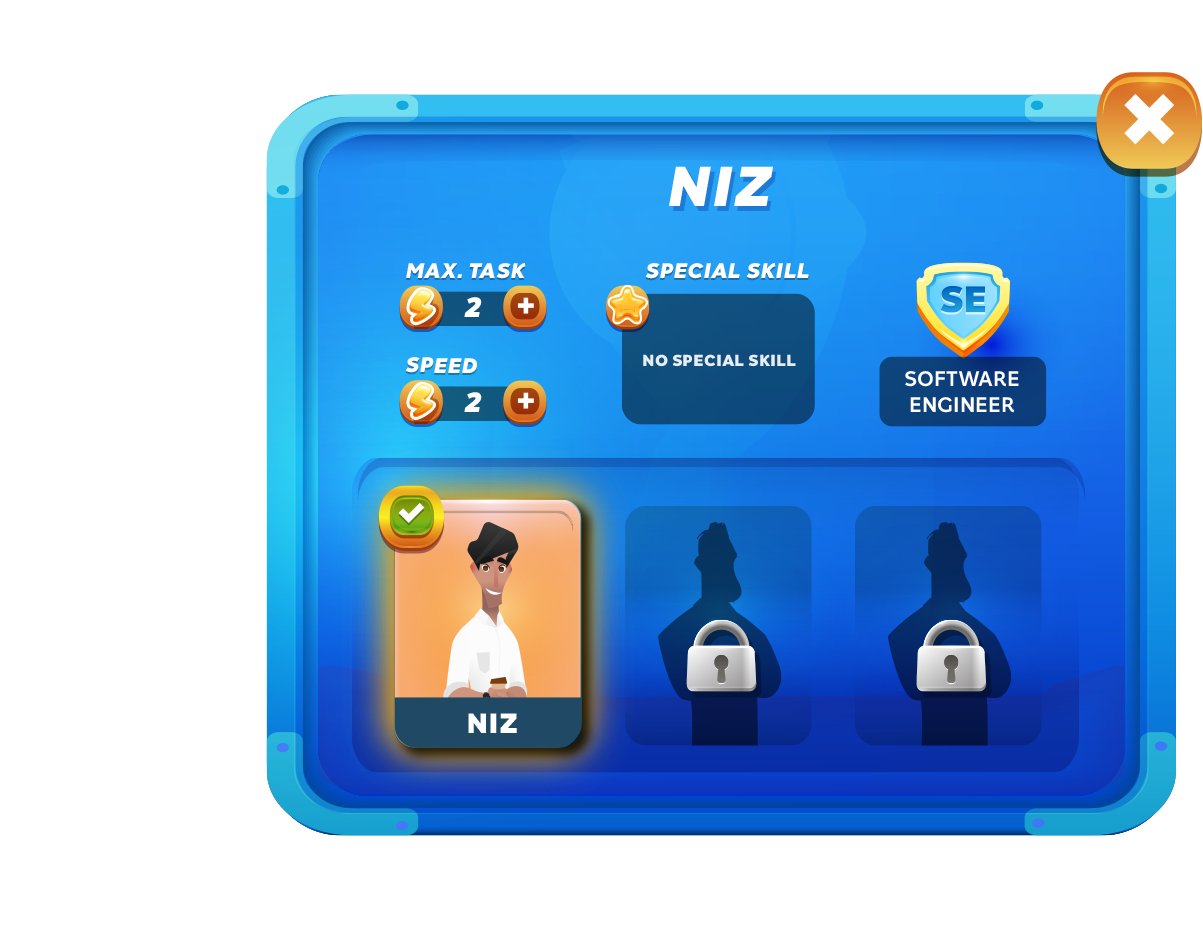 NIZ
MAX. TASK
2
SPEED
2
SPECIAL SKILL
NO SPECIAL SKILL
SE
SOFTWARE
ENGINEER
NIZ